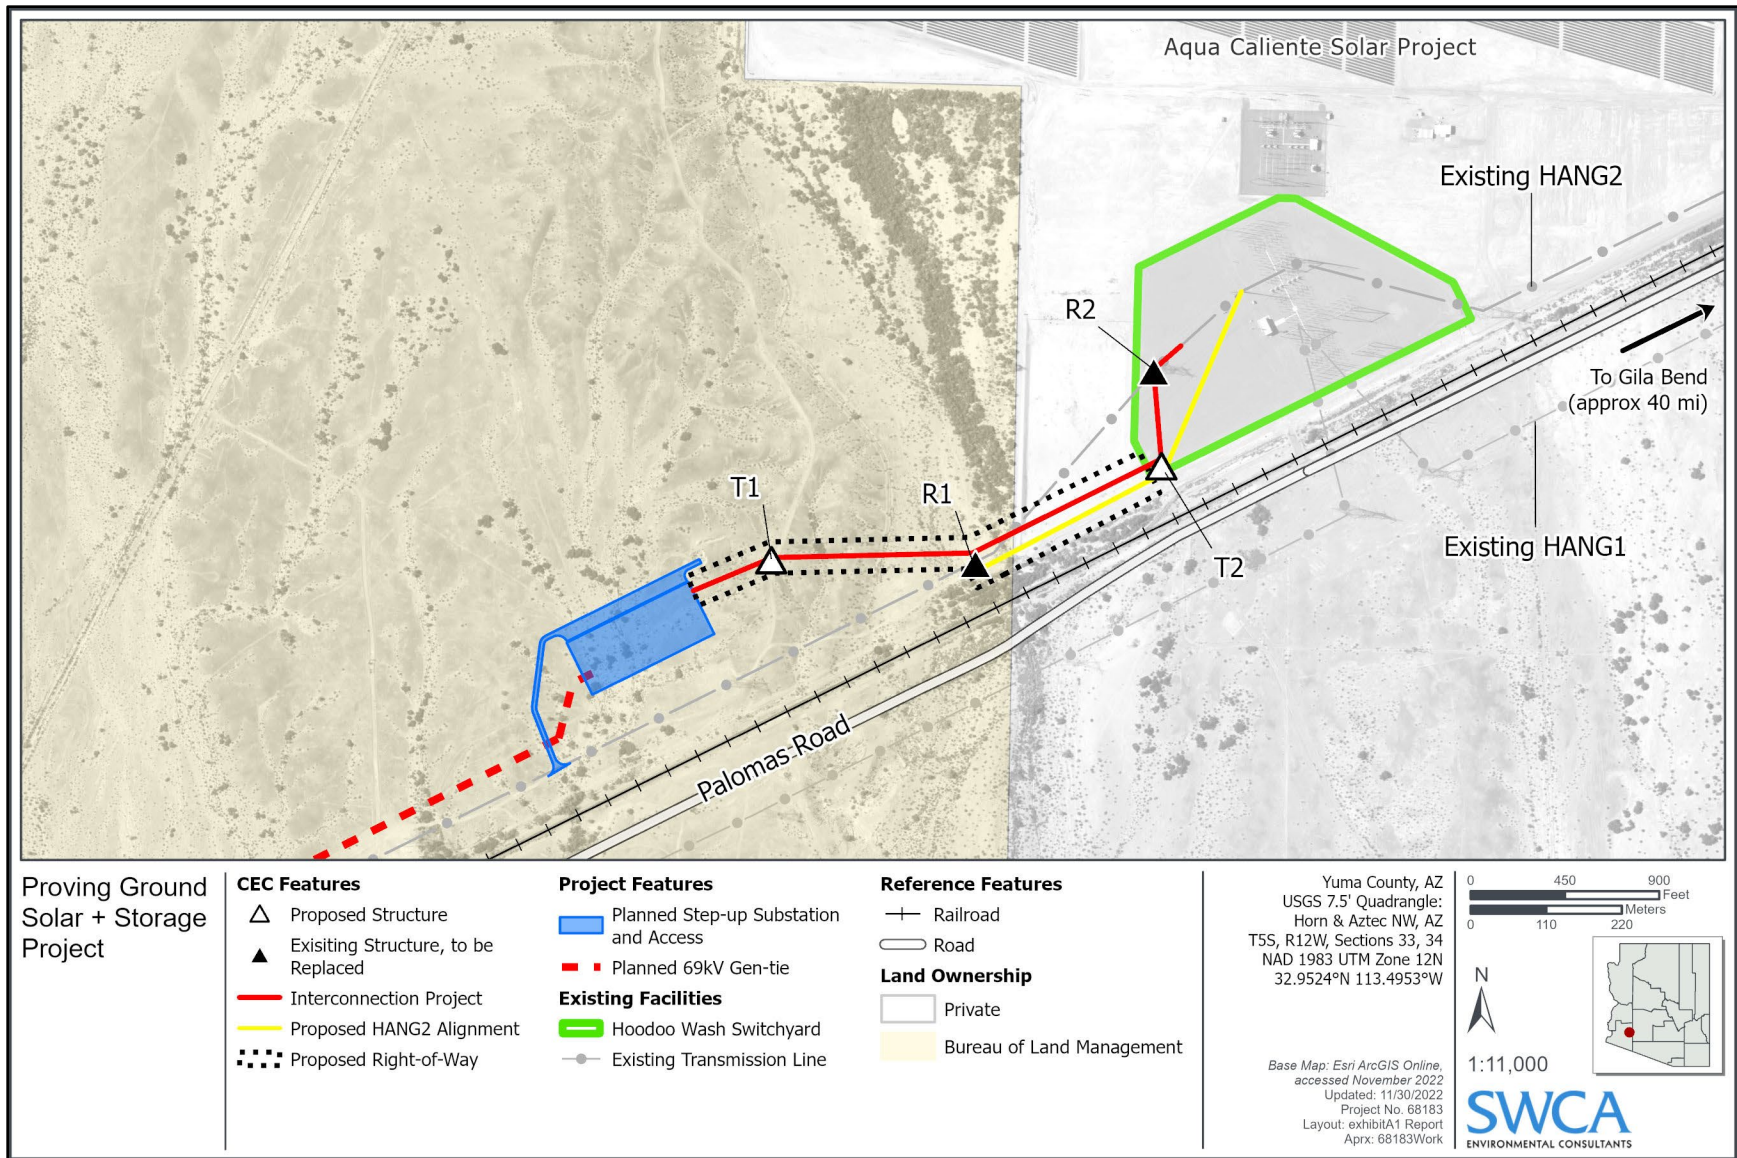 Aqua Caliente Solar Project
Existing HANG2
R2
To Gila Bend
(approx 40 mi)
T1
R1
Existing HANG1
T2
Palomas Road
Proving Ground
Solar + Storage
Project
CEC Features
Proposed Structure
Exisiting Structure, to be
Replaced
Interconnection Project
Proposed HANG2 Alignment
Proposed Right-of-Way
Project Features
Planned Step-up Substation
and Access
Planned 69kV Gen-tie
Existing Facilities
Hoodoo Wash Switchyard
Existing Transmission Line
Reference Features
Railroad
Road
Land Ownership
Private
Bureau of Land Management
Yuma County, AZ
USGS 7.5' Quadrangle:
Horn & Aztec NW, AZ
T5S, R12W, Sections 33, 34
NAD 1983 UTM Zone 12N
32.9524°N 113.4953°W
Base Map: Esri ArcGIS Online,
accessed November 2022
Updated: 11/30/2022
Project No. 68183
Layout: exhibitA1 Report
Aprx: 68183Work
0 450 900
Feet
Meters
0 110 220
N
1:11,000
SWCA
ENVIRONMENTAL CONSULTANTS